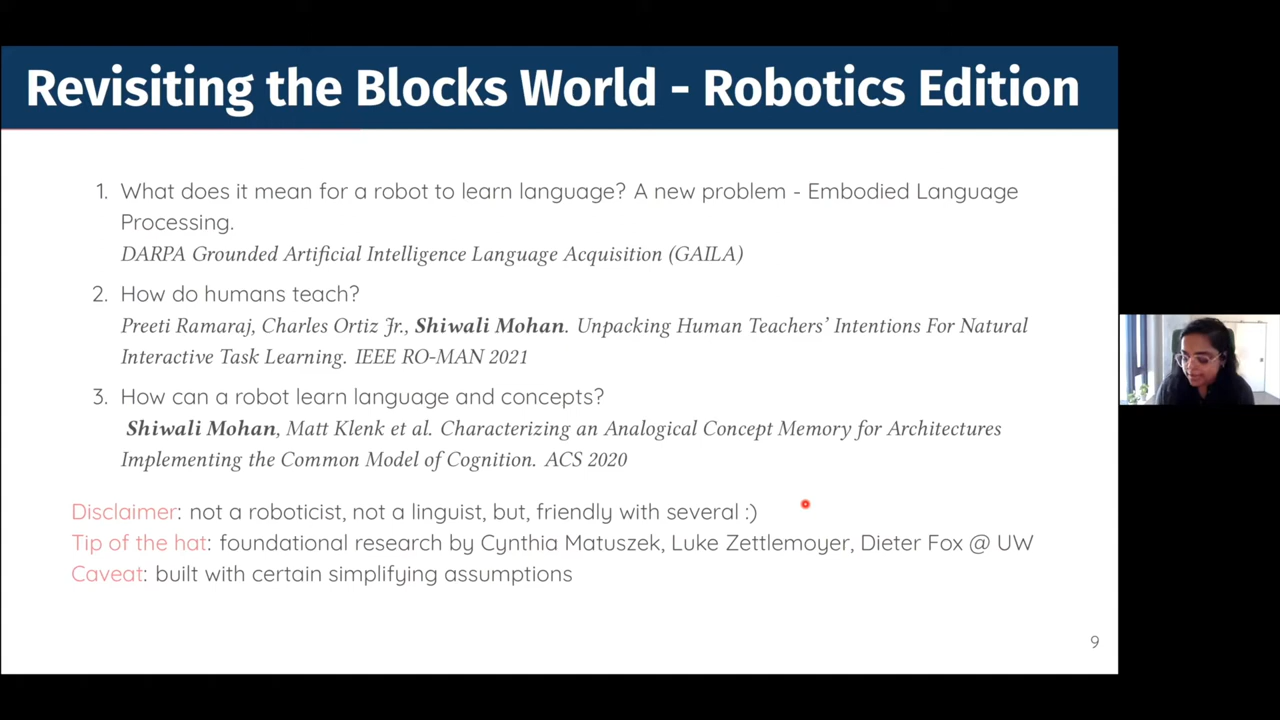 Revisiting the Blocks World - Robotics Edition
1. What does it mean for a robot to learn language? A new problem - Embodied Language
Processing.
DARPA Grounded Artificial Intelligence Language Acquisition (GAILA)
2. How do humans teach?
Preeti Ramaraj, Charles Ortiz Jr., Shiwali Mohan. Unpacking Human Teachers' Intentions For Natural
Interactive Task Learning. IEEE RO-MAN 2021
3. How can a robot learn language and concepts?
Shiwali Mohan, Matt Klenk et al. Characterizing an Analogical Concept Memory for Architectures
Implementing the Common Model of Cognition. ACS 2020
Disclaimer: not a roboticist, not a linguist, but, friendly with several :)
Tip of the hat: foundational research by Cynthia Matuszek, Luke Zettlemoyer, Dieter Fox @ UW
Caveat: built with certain simplifying assumptions
9